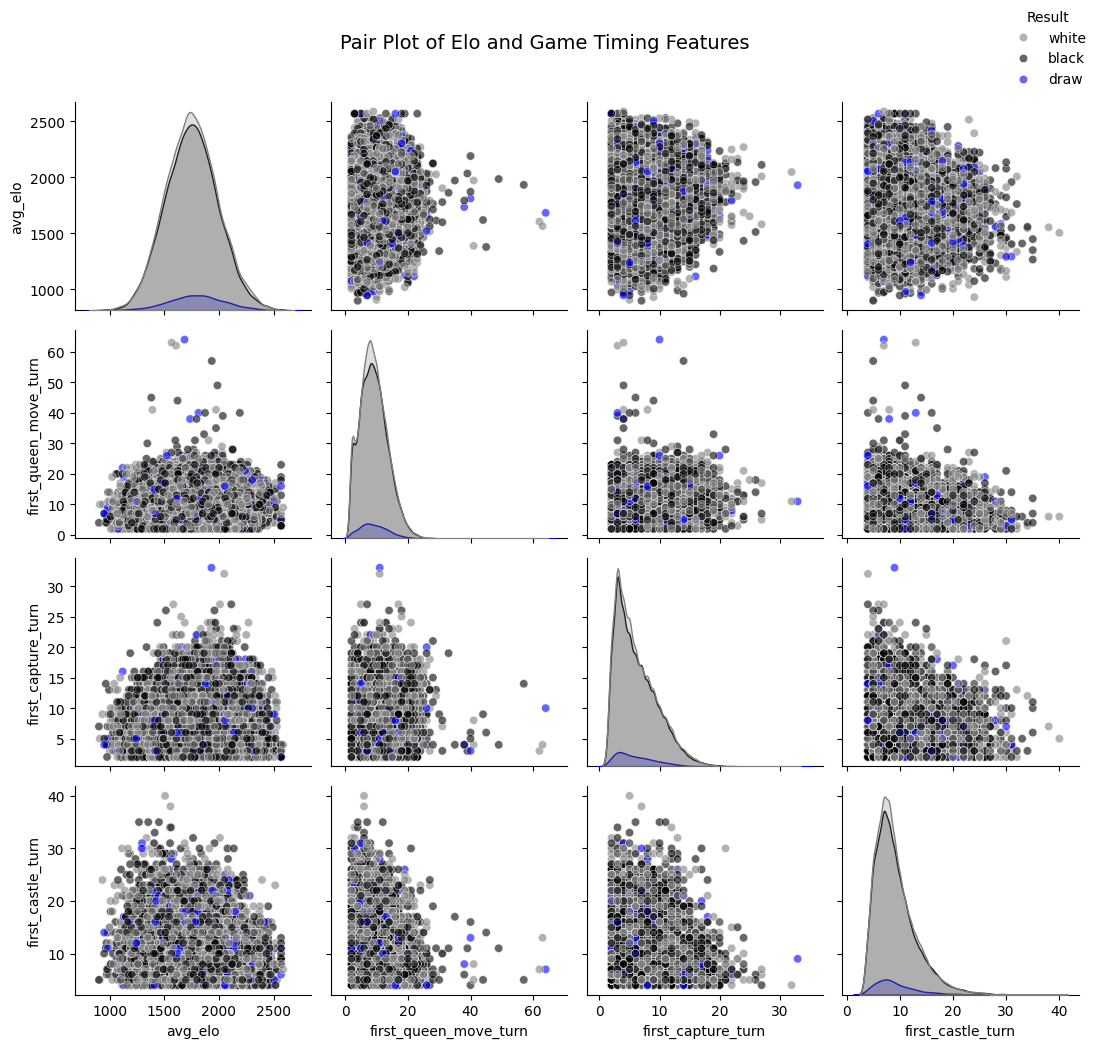 Pair Plot of Elo and Game Timing Features
Result
white
black
draw
avg_elo
2500
2000
1500
1000
first_queen_move_turn
60
50
40
30
20
10
0
first_capture_turn
30
25
20
15
10
5
first_castle_turn
40
30
20
10
1000 1500 2000 2500
0 20 40 60
0 10 20 30
0 10 20 30 40
avg_elo first_queen_move_turn first_capture_turn first_castle_turn